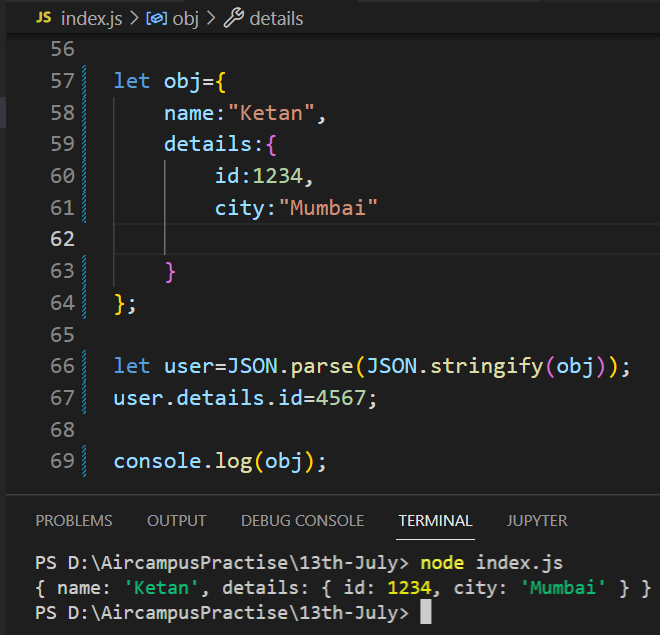 JS index.js > obj > details
56
57 let obj={
58 name:"Ketan",
59 details:{
60 id:1234,
61 city:"Mumbai"
62
63 }
64 };
65
66 let user=JSON.parse(JSON.stringify(obj));
67 user.details.id=4567;
68
69 console.log(obj);
PROBLEMS OUTPUT DEBUG CONSOLE TERMINAL JUPYTER
PS D:\AircampusPractise\13th-July> node index.js
{ name: 'Ketan', details: { id: 1234, city: 'Mumbai' } }
PS D:\AircampusPractise\13th-July>